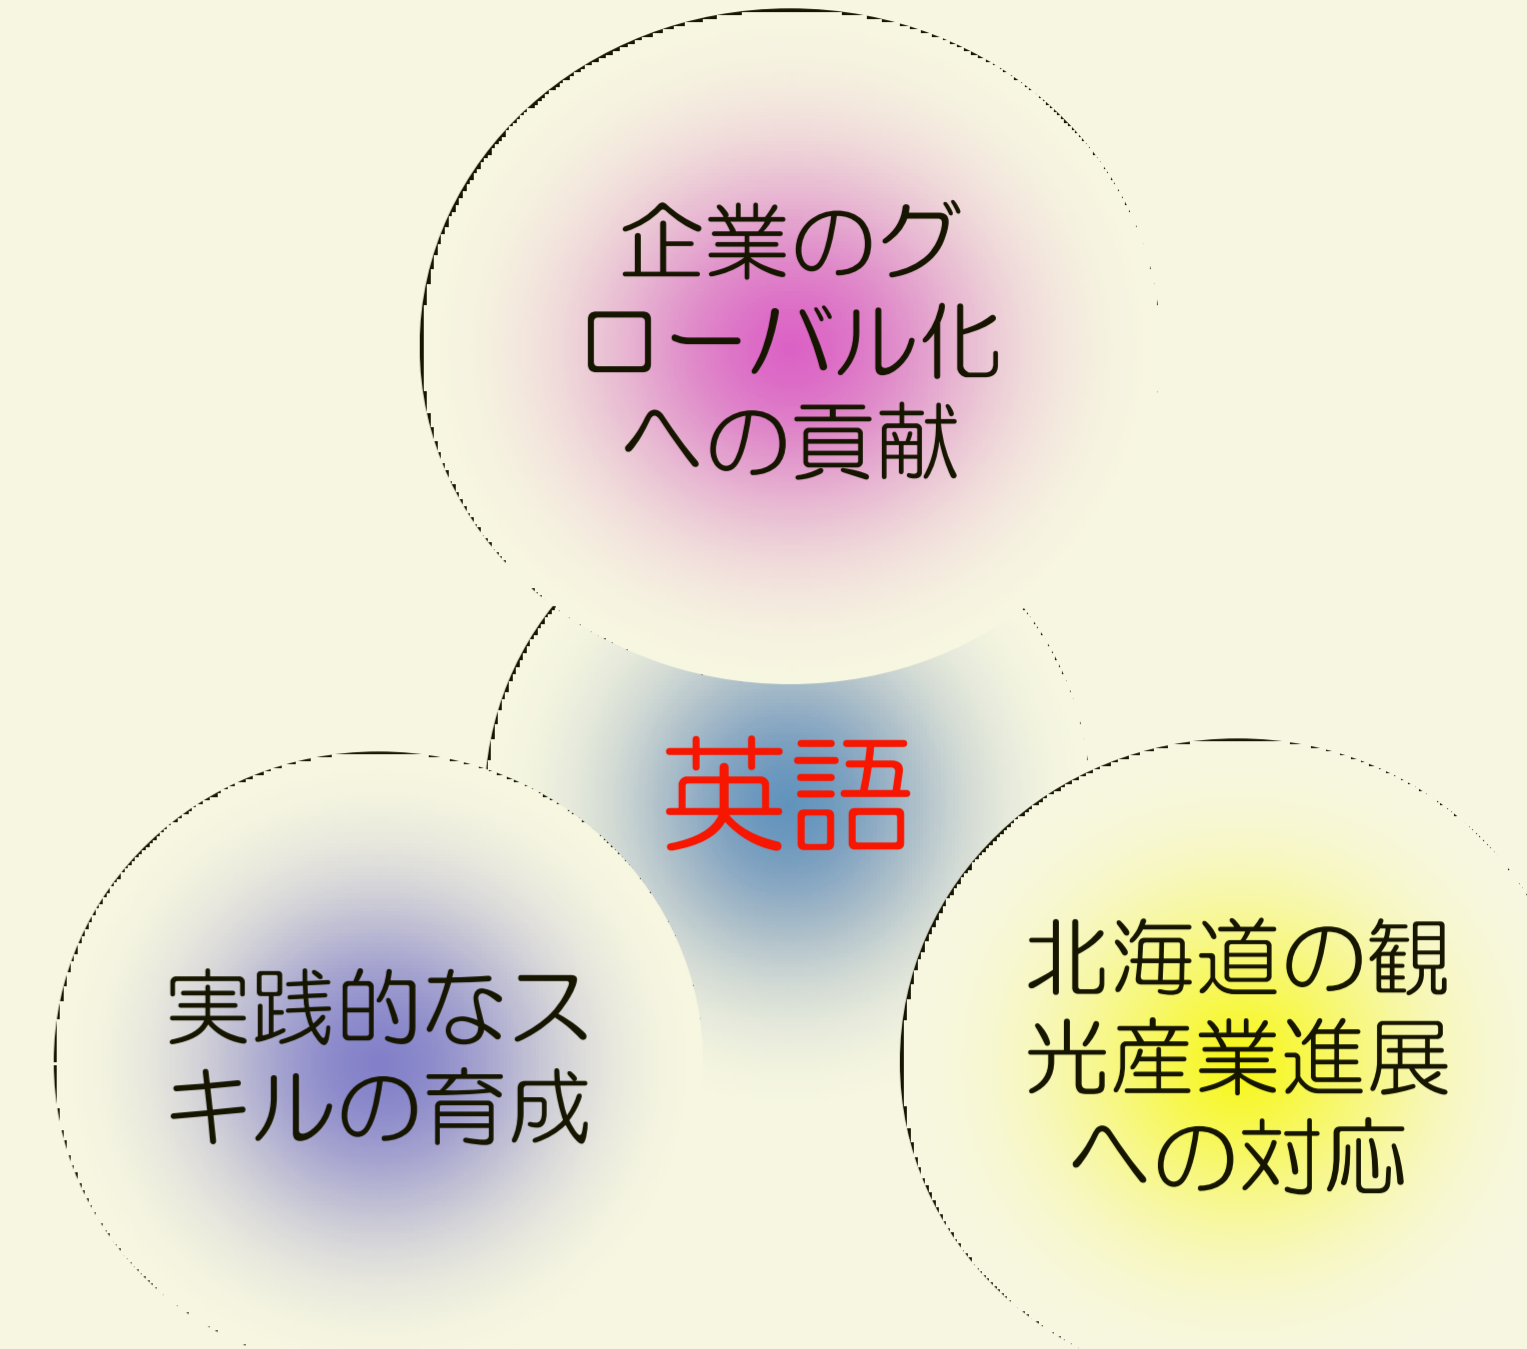 企業のグ
ローバル化
への貢献
英語
実践的なス
キルの育成
北海道の観
光産業進展
への対応